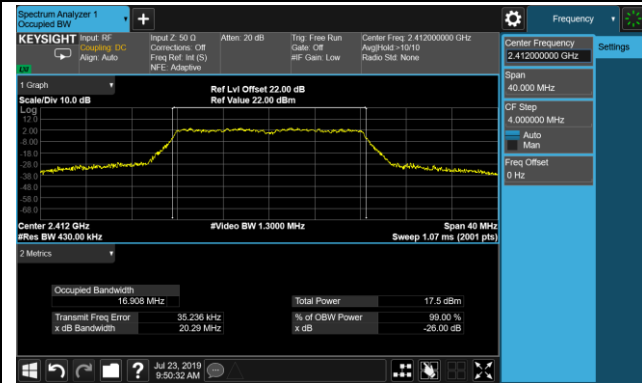 Spectrum Analyzer 1
Occupied BW
Frequency
KEYSIGHT
Input: RF
Coupling: DC
Align: Auto
Input Z: 50 Ω
Corrections: Off
Freq Ref: Int (S)
NFE: Adaptive
Atten: 20 dB
Trig: Free Run
Gate: Off
#IF Gain: Low
Center Freq: 2.412000000 GHz
Avg|Hold:>10/10
Radio Std: None
Center Frequency
2.412000000 GHz
Settings
Span
40.000 MHz
CF Step
4.000000 MHz
Auto
Man
Freq Offset
0 Hz
1 Graph
Scale/Div 10.0 dB
Ref Lvl Offset 22.00 dB
Ref Value 22.00 dBm
Log
12.0
2.00
-8.00
-18.0
-28.0
-38.0
-48.0
-58.0
-68.0
Center 2.412 GHz
#Video BW 1.3000 MHz
Span 40 MHz
#Res BW 430.00 kHz
Sweep 1.07 ms (2001 pts)
2 Metrics
Occupied Bandwidth
16.908 MHz
Total Power
17.5 dBm
Transmit Freq Error
35.236 kHz
% of OBW Power
99.00 %
x dB Bandwidth
20.29 MHz
x dB
-26.00 dB
?
Jul 23, 2019
9:50:32 AM